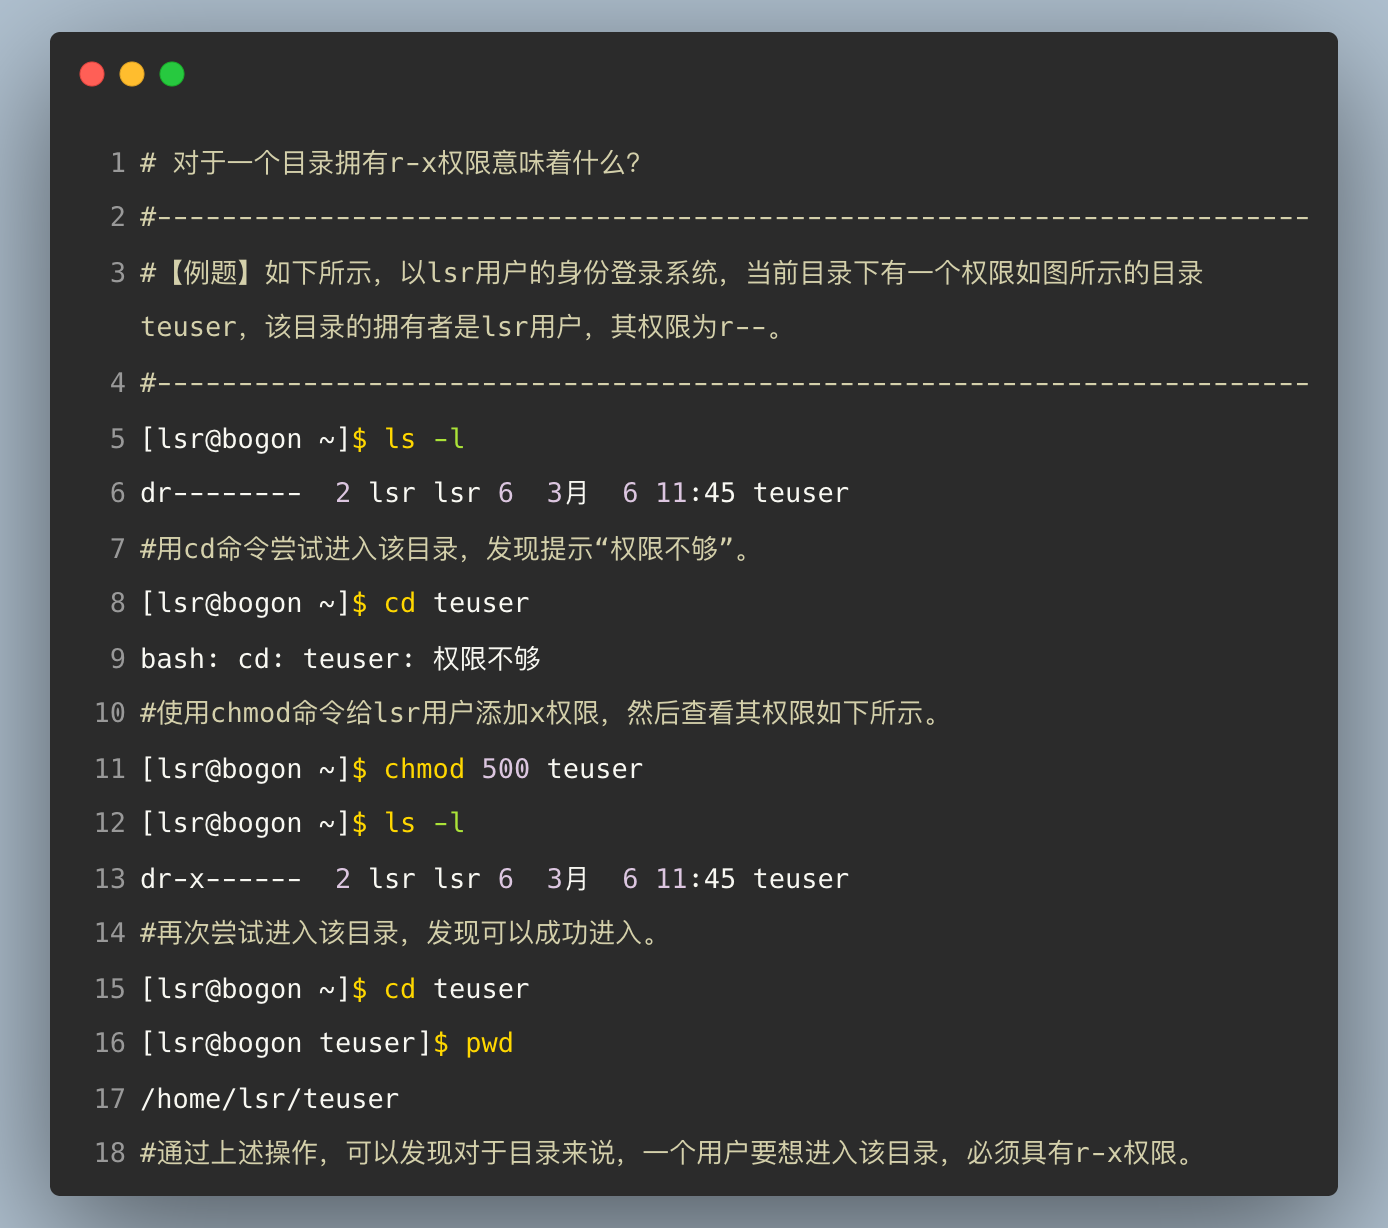 1 # 对于一个目录拥有r-x权限意味着什么?
2 #-----------------------------------------------------------------------
3 #【例题】如下所示，以lsr用户的身份登录系统，当前目录下有一个权限如图所示的目录
teuser，该目录的拥有者是lsr用户，其权限为r--。
4 #-----------------------------------------------------------------------
5 [lsr@bogon ~]$ ls -l
6 dr--------  2 lsr lsr 6  3月  6 11:45 teuser
7 #用cd命令尝试进入该目录，发现提示“权限不够”。
8 [lsr@bogon ~]$ cd teuser
9 bash: cd: teuser: 权限不够
10 #使用chmod命令给lsr用户添加x权限，然后查看其权限如下所示。
11 [lsr@bogon ~]$ chmod 500 teuser
12 [lsr@bogon ~]$ ls -l
13 dr-x------  2 lsr lsr 6  3月  6 11:45 teuser
14 #再次尝试进入该目录，发现可以成功进入。
15 [lsr@bogon ~]$ cd teuser
16 [lsr@bogon teuser]$ pwd
17 /home/lsr/teuser
18 #通过上述操作，可以发现对于目录来说，一个用户要想进入该目录，必须具有r-x权限。